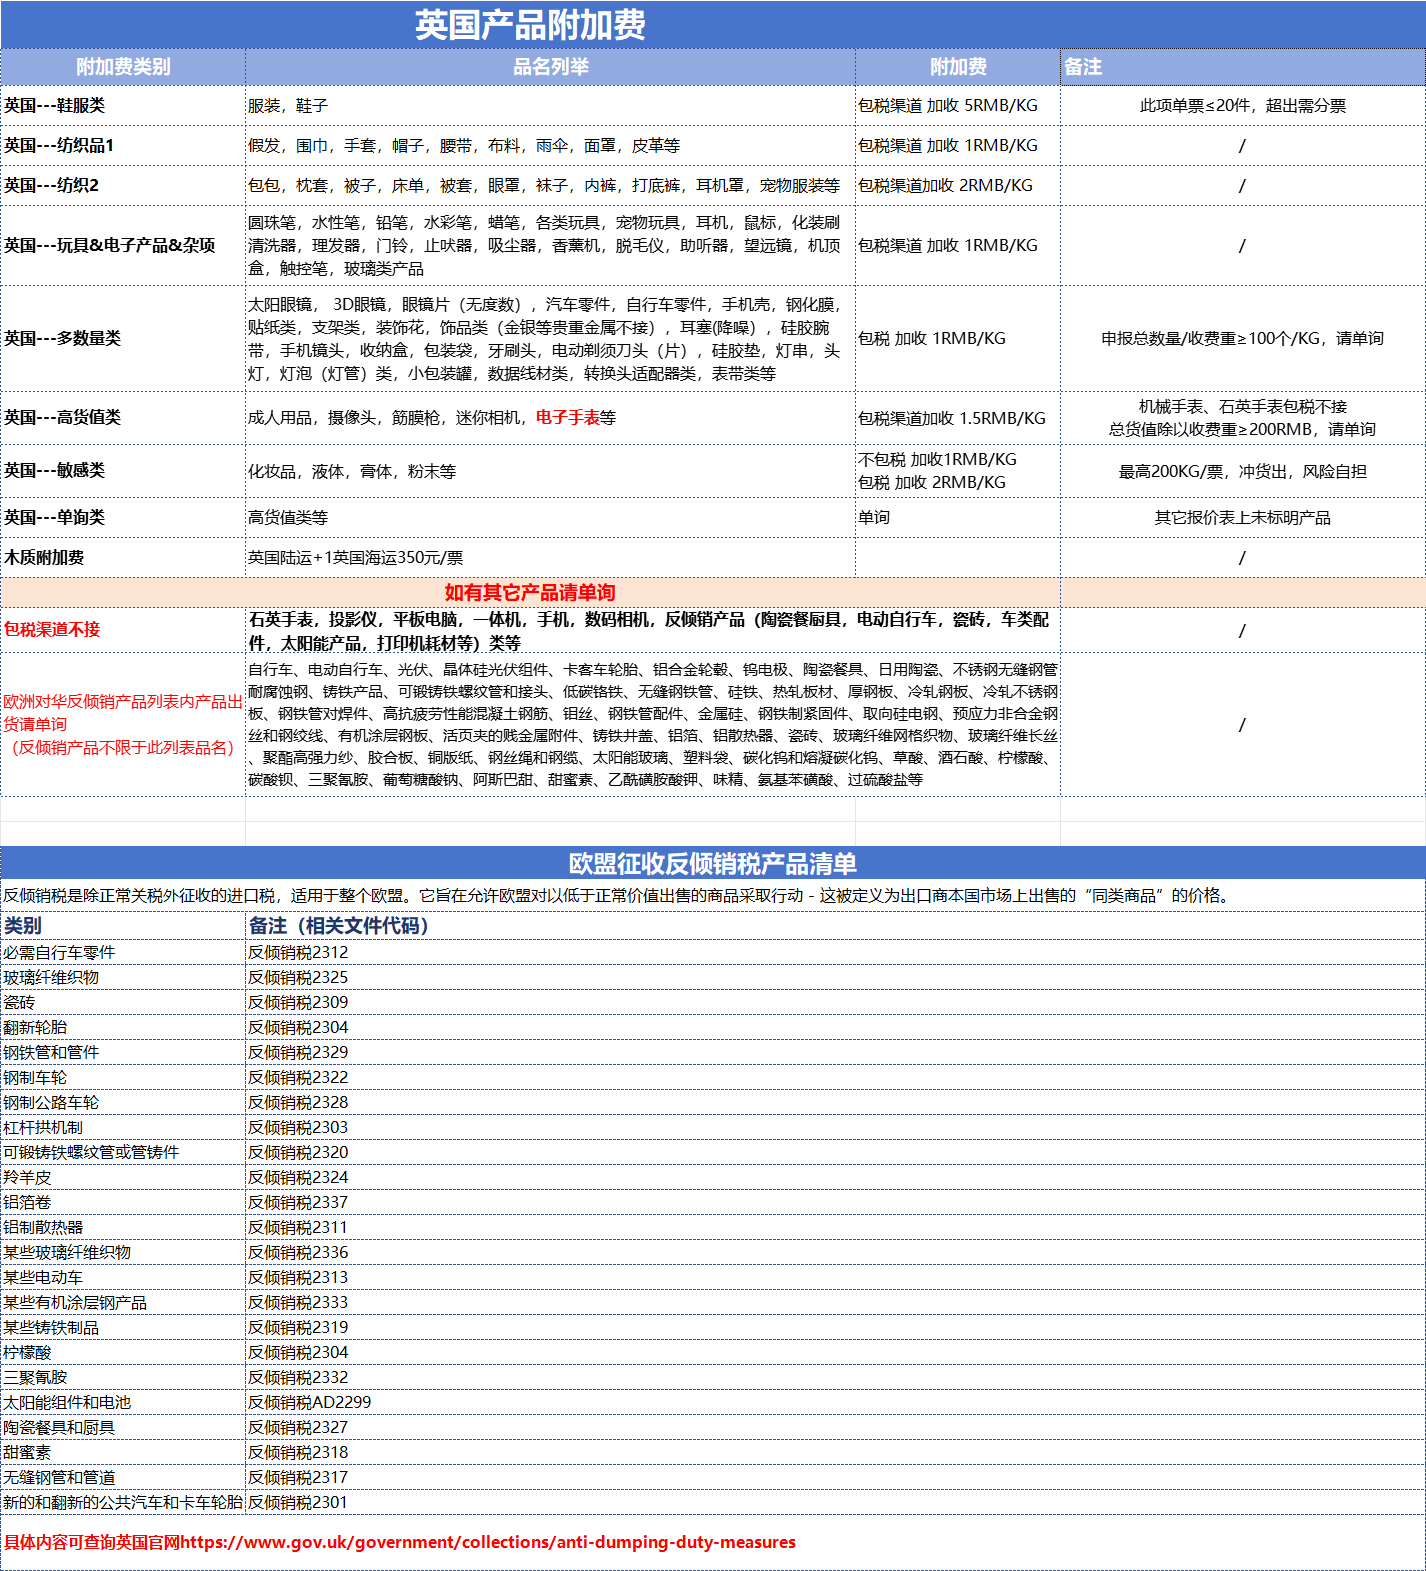 英国产品附加费
附加费类别 品名列举 附加费 备注
英国---鞋服类 服装，鞋子 包税渠道 加收 5RMB/KG 此项单票≤20件，超出需分票
英国---纺织品1 假发，围巾，手套，帽子，腰带，布料，雨伞，面罩，皮革等 包税渠道 加收 1RMB/KG /
英国---纺织2 包包，枕套，被子，床单，被套，眼罩，袜子，内裤，打底裤，耳机罩，宠物服装等 包税渠道加收 2RMB/KG /
英国---玩具&电子产品&杂项
圆珠笔，水性笔，铅笔，水彩笔，蜡笔，各类玩具，宠物玩具，耳机，鼠标，化装刷
清洗器，理发器，门铃，止吠器，吸尘器，香薰机，脱毛仪，助听器，望远镜，机顶
盒，触控笔，玻璃类产品
包税渠道 加收 1RMB/KG /
英国---多数量类
太阳眼镜， 3D眼镜，眼镜片（无度数），汽车零件，自行车零件，手机壳，钢化膜，
贴纸类，支架类，装饰花，饰品类（金银等贵重金属不接），耳塞(降噪），硅胶腕
带，手机镜头，收纳盒，包装袋，牙刷头，电动剃须刀头（片），硅胶垫，灯串，头
灯，灯泡（灯管）类，小包装罐，数据线材类，转换头适配器类，表带类等
包税 加收 1RMB/KG 申报总数量/收费重≥100个/KG，请单询
英国---高货值类 成人用品，摄像头，筋膜枪，迷你相机，电子手表等 包税渠道加收 1.5RMB/KG
机械手表、石英手表包税不接
总货值除以收费重≥200RMB，请单询
英国---敏感类 化妆品，液体，膏体，粉末等
不包税 加收1RMB/KG
包税 加收 2RMB/KG
最高200KG/票，冲货出，风险自担
英国---单询类 高货值类等 单询 其它报价表上未标明产品
木质附加费 英国陆运+1英国海运350元/票 /
如有其它产品请单询
包税渠道不接
石英手表，投影仪，平板电脑，一体机，手机，数码相机，反倾销产品（陶瓷餐厨具，电动自行车，瓷砖，车类配
件，太阳能产品，打印机耗材等）类等
/
欧洲对华反倾销产品列表内产品出
货请单询
（反倾销产品不限于此列表品名）
自行车、电动自行车、光伏、晶体硅光伏组件、卡客车轮胎、铝合金轮毂、钨电极、陶瓷餐具、日用陶瓷、不锈钢无缝钢管
耐腐蚀钢、铸铁产品、可锻铸铁螺纹管和接头、低碳铬铁、无缝钢铁管、硅铁、热轧板材、厚钢板、冷轧钢板、冷轧不锈钢
板、钢铁管对焊件、高抗疲劳性能混凝土钢筋、钼丝、钢铁管配件、金属硅、钢铁制紧固件、取向硅电钢、预应力非合金钢
丝和钢绞线、有机涂层钢板、活页夹的贱金属附件、铸铁井盖、铝箔、铝散热器、瓷砖、玻璃纤维网格织物、玻璃纤维长丝
、聚酯高强力纱、胶合板、铜版纸、钢丝绳和钢缆、太阳能玻璃、塑料袋、碳化钨和熔凝碳化钨、草酸、酒石酸、柠檬酸、
碳酸钡、三聚氰胺、葡萄糖酸钠、阿斯巴甜、甜蜜素、乙酰磺胺酸钾、味精、氨基苯磺酸、过硫酸盐等
/
欧盟征收反倾销税产品清单
反倾销税是除正常关税外征收的进口税，适用于整个欧盟。它旨在允许欧盟对以低于正常价值出售的商品采取行动 - 这被定义为出口商本国市场上出售的“同类商品”的价格。
类别 备注（相关文件代码）
必需自行车零件 反倾销税2312
玻璃纤维织物 反倾销税2325
瓷砖 反倾销税2309
翻新轮胎 反倾销税2304
钢铁管和管件 反倾销税2329
钢制车轮 反倾销税2322
钢制公路车轮 反倾销税2328
杠杆拱机制 反倾销税2303
可锻铸铁螺纹管或管铸件 反倾销税2320
羚羊皮 反倾销税2324
铝箔卷 反倾销税2337
铝制散热器 反倾销税2311
某些玻璃纤维织物 反倾销税2336
某些电动车 反倾销税2313
某些有机涂层钢产品 反倾销税2333
某些铸铁制品 反倾销税2319
柠檬酸 反倾销税2304
三聚氰胺 反倾销税2332
太阳能组件和电池 反倾销税AD2299
陶瓷餐具和厨具 反倾销税2327
甜蜜素 反倾销税2318
无缝钢管和管道 反倾销税2317
新的和翻新的公共汽车和卡车轮胎 反倾销税2301
具体内容可查询英国官网https://www.gov.uk/government/collections/anti-dumping-duty-measures